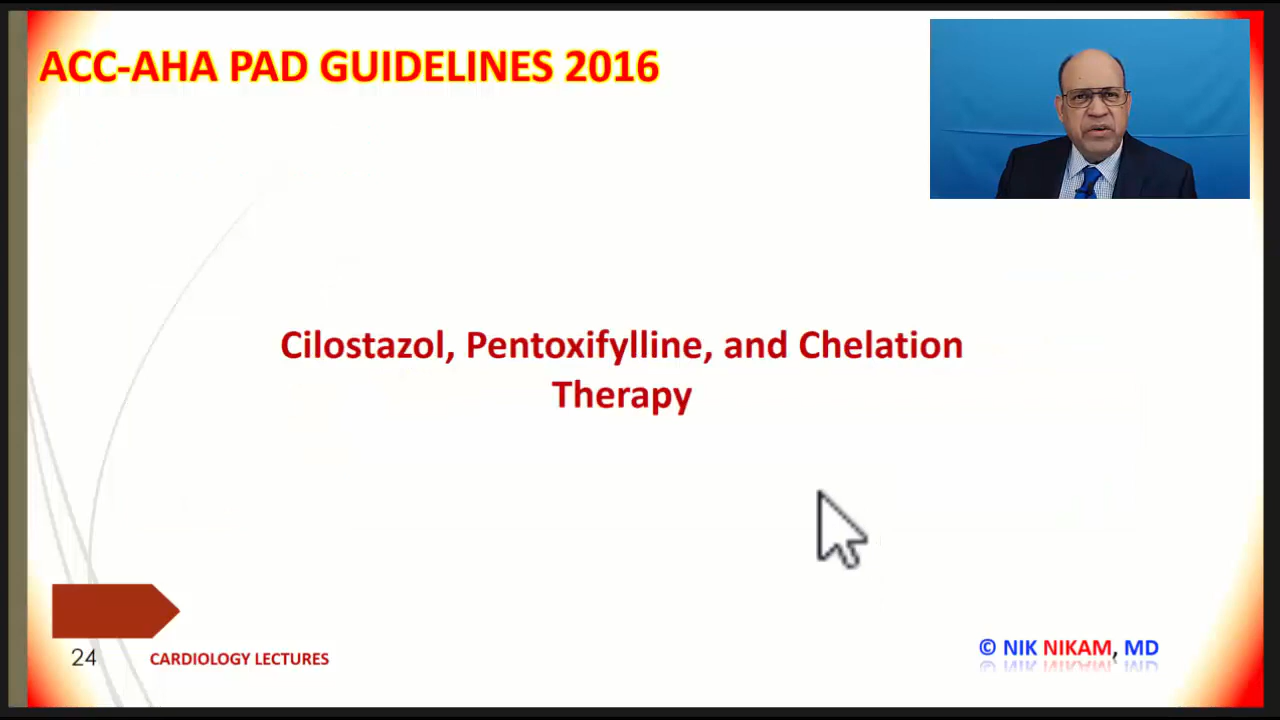 ACC-AHA PAD GUIDELINES 2016
Cilostazol, Pentoxifylline, and Chelation
Therapy
24
CARDIOLOGY LECTURES
© NIK NIKAM, MD